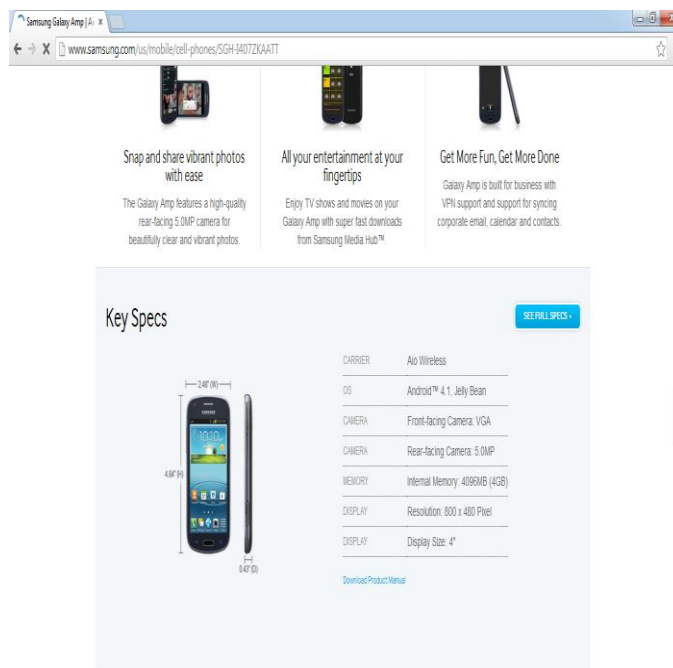 Samsung Galaxy Amp | Ai x
www.samsung.com/us/mobile/cell-phones/SGH-I407ZKAATT
Snap and share vibrant photos
with ease
The Galaxy Amp features a high-quality
rear-facing 5.0MP camera for
beautifully clear and vibrant photos.
All your entertainment at your
fingertips
Enjoy TV shows and movies on your
Galaxy Amp with super fast downloads
from Samsung Media Hub™.
Get More Fun, Get More Done
Galaxy Amp is built for business with
VPN support and support for syncing
corporate email, calendar and contacts.
Key Specs
SEE FULL SPECS ›
2.48" (W)
SAMSUNG
10:10
4.84" (H)
0.43" (D)
CARRIER Aio Wireless
OS Android™ 4.1, Jelly Bean
CAMERA Front-facing Camera: VGA
CAMERA Rear-facing Camera: 5.0MP
MEMORY Internal Memory: 4096MB (4GB)
DISPLAY Resolution: 800 x 480 Pixel
DISPLAY Display Size: 4"
Download Product Manual